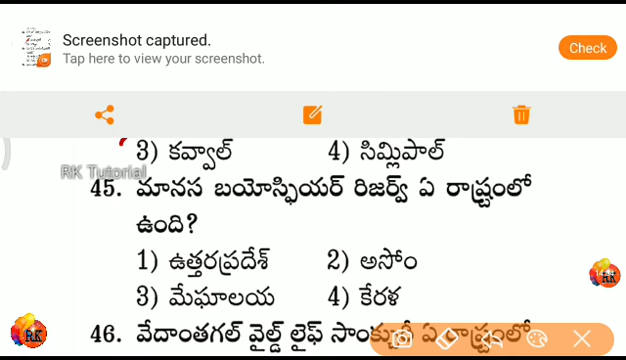 Screenshot captured.
Tap here to view your screenshot.
Check
3) కవ్వాల్ 4) సిమ్లిపాల్
RK Tutorial
45. మానస బయోస్ఫియర్ రిజర్వ్ ఏ రాష్ట్రంలో
ఉంది?
1) ఉత్తరప్రదేశ్ 2) అసోం
3) మేఘాలయ 4) కేరళ
RK
46. వేదాంతగల్ వైల్డ్ లైఫ్ ఏ రాష్ట్రంలో